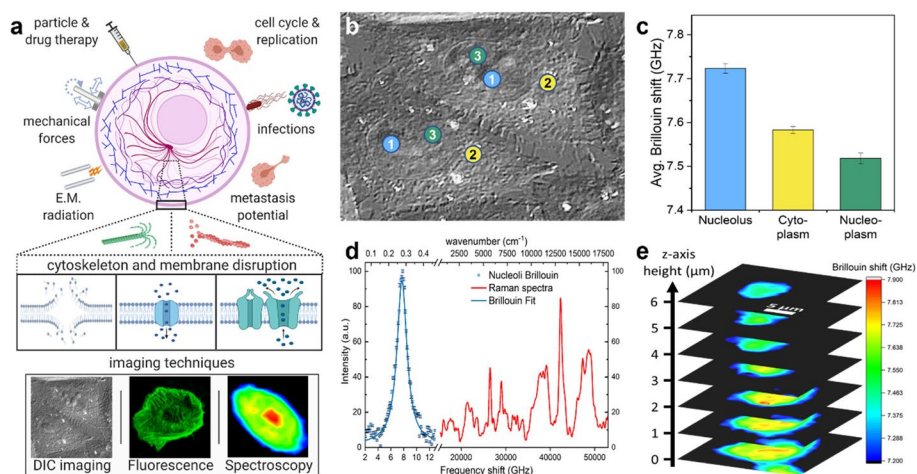 a
particle &
drug therapy
cell cycle &
replication
mechanical
forces
infections
E.M.
radiation
metastasis
potential
cytoskeleton and membrane disruption
imaging techniques
DIC imaging
Fluorescence
Spectroscopy
b
3
1
2
1
3
2
c
Avg. Brillouin shift (GHz)
7.8
7.7
7.6
7.5
7.4
Nucleolus
Cyto-
plasm
Nucleo-
plasm
d
wavenumber (cm-1)
0.1 0.2 0.3 0.4 2500 5000 7500 10000 12500 15000 17500
Nucleoli Brillouin
Raman spectra
Brillouin Fit
Intensity (a.u.)
100
80
60
40
20
0
100
80
60
40
20
0
2 4 6 8 10 12 20000 30000 40000 50000
Frequency shift (GHz)
e
z-axis
height (μm)
6
5
4
3
2
1
0
5 μm
Brillouin shift (GHz)
7.900
7.813
7.725
7.638
7.550
7.463
7.375
7.288
7.200